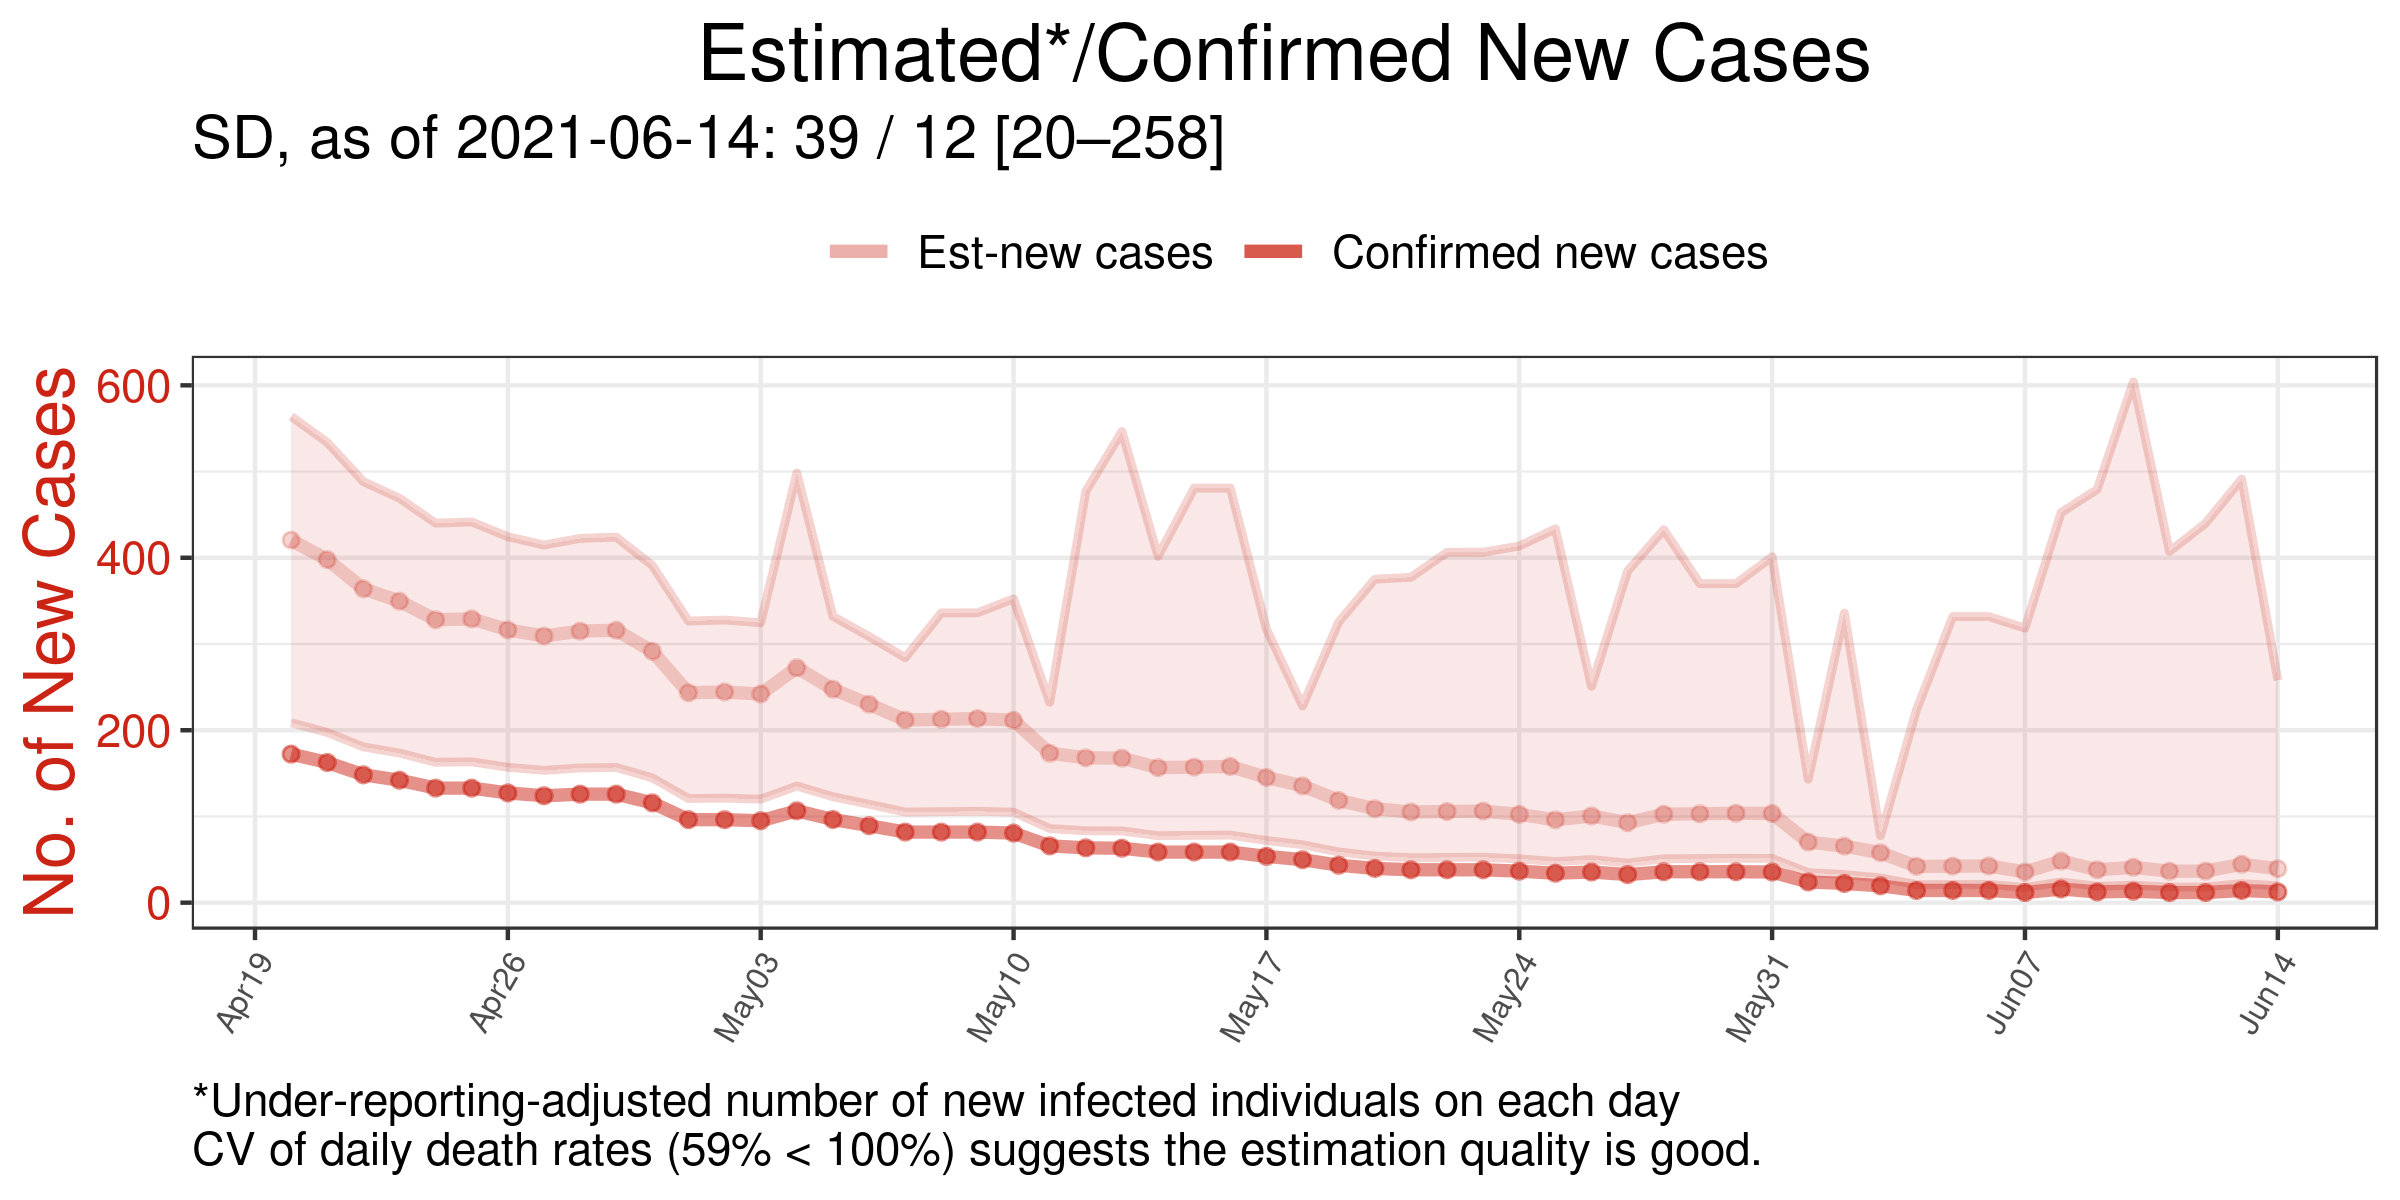 Estimated*/Confirmed New Cases
SD, as of 2021-06-14: 39 / 12 [20–258]
Est-new cases Confirmed new cases
No. of New Cases
600
400
200
0
Apr19 Apr26 May03 May10 May17 May24 May31 Jun07 Jun14
*Under-reporting-adjusted number of new infected individuals on each day
CV of daily death rates (59% < 100%) suggests the estimation quality is good.